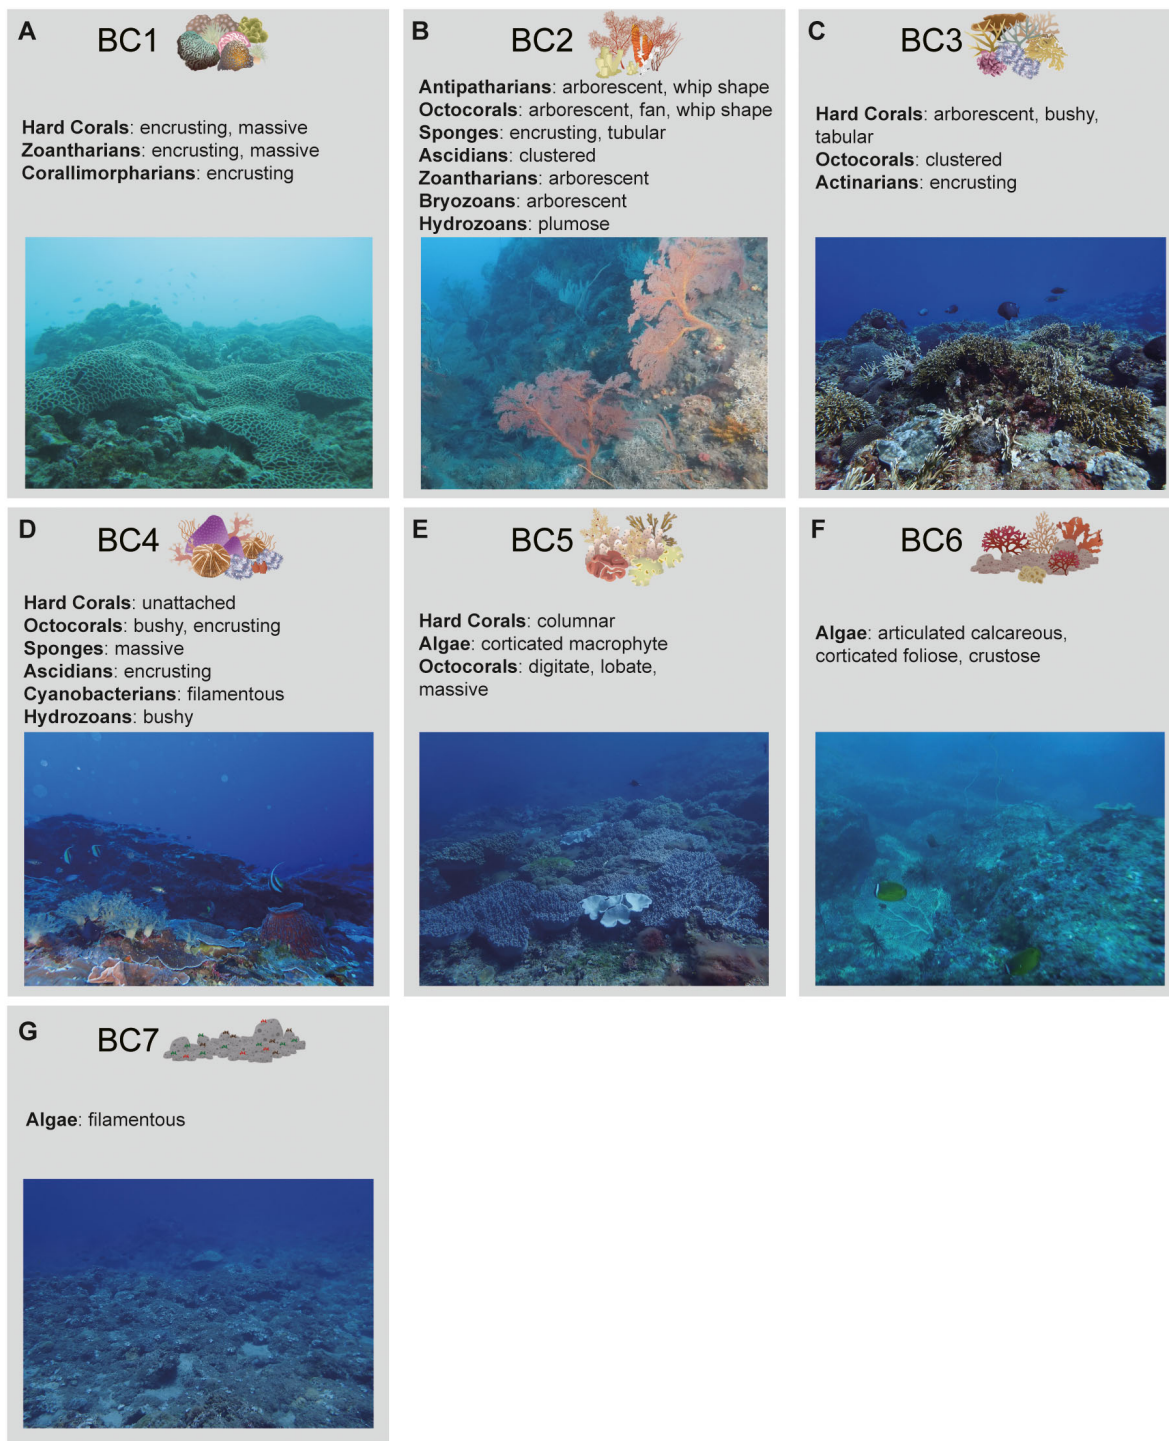 A BC1
Hard Corals: encrusting, massive
Zoantharians: encrusting, massive
Corallimorpharians: encrusting
B BC2
Antipatharians: arborescent, whip shape
Octocorals: arborescent, fan, whip shape
Sponges: encrusting, tubular
Ascidians: clustered
Zoantharians: arborescent
Bryozoans: arborescent
Hydrozoans: plumose
C BC3
Hard Corals: arborescent, bushy,
tabular
Octocorals: clustered
Actinarians: encrusting
D BC4
Hard Corals: unattached
Octocorals: bushy, encrusting
Sponges: massive
Ascidians: encrusting
Cyanobacterians: filamentous
Hydrozoans: bushy
E BC5
Hard Corals: columnar
Algae: corticated macrophyte
Octocorals: digitate, lobate,
massive
F BC6
Algae: articulated calcareous,
corticated foliose, crustose
G BC7
Algae: filamentous